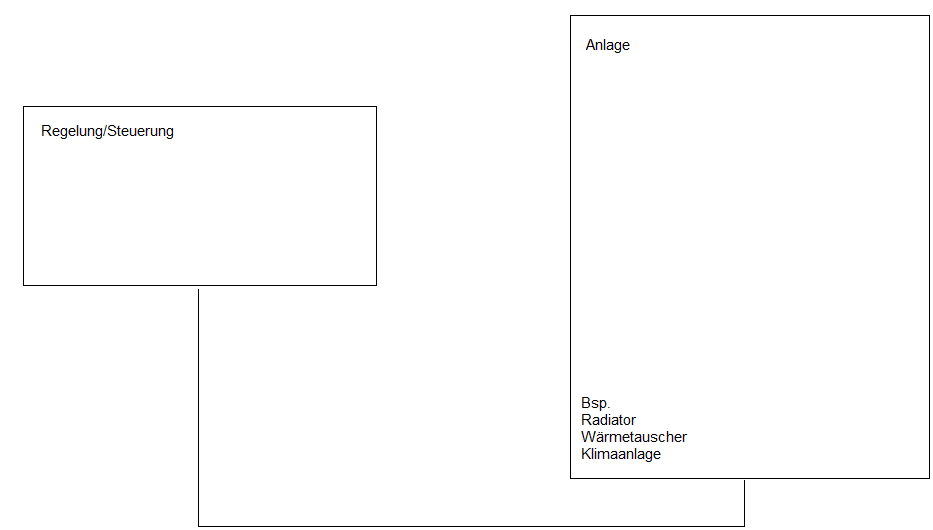 Anlage
Regelung/Steuerung
Bsp.
Radiator
Wärmetauscher
Klimaanlage